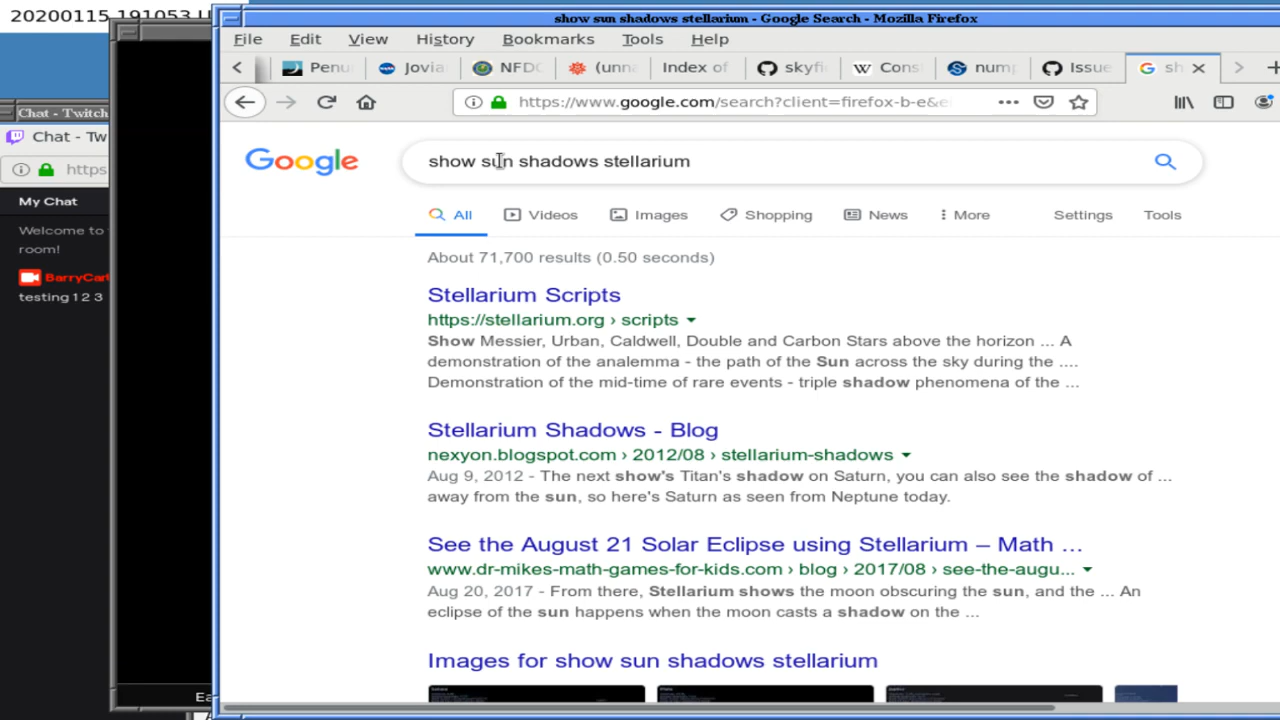 20200115 191053 U
show sun shadows stellarium - Google Search - Mozilla Firefox
File Edit View History Bookmarks Tools Help
Penu Jovia NFDC (unna Index of skyfi W Cons nump Issue G sh
https://www.google.com/search?client=firefox-b-e&e
Chat - Twitch
Chat - Tw
https
My Chat
Welcome to
room!
BarryCar
testing 1 2 3
Ea
Google
show sun shadows stellarium
All Videos Images Shopping News More Settings Tools
About 71,700 results (0.50 seconds)
Stellarium Scripts
https://stellarium.org › scripts
Show Messier, Urban, Caldwell, Double and Carbon Stars above the horizon ... A
demonstration of the analemma - the path of the Sun across the sky during the ....
Demonstration of the mid-time of rare events - triple shadow phenomena of the ...
Stellarium Shadows - Blog
nexyon.blogspot.com › 2012/08 › stellarium-shadows
Aug 9, 2012 - The next show's Titan's shadow on Saturn, you can also see the shadow of ...
away from the sun, so here's Saturn as seen from Neptune today.
See the August 21 Solar Eclipse using Stellarium – Math ...
www.dr-mikes-math-games-for-kids.com › blog › 2017/08 › see-the-augu...
Aug 20, 2017 - From there, Stellarium shows the moon obscuring the sun, and the ... An
eclipse of the sun happens when the moon casts a shadow on the ...
Images for show sun shadows stellarium